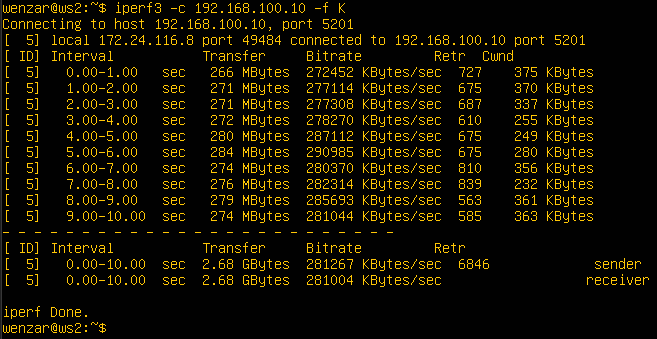 wenzar@ws2:~$ iperf3 -c 192.168.100.10 -f K
Connecting to host 192.168.100.10, port 5201
[  5] local 172.24.116.8 port 49484 connected to 192.168.100.10 port 5201
[ ID] Interval           Transfer     Bitrate         Retr  Cwnd
[  5]   0.00-1.00   sec   266 MBytes  272452 KBytes/sec  727    375 KBytes
[  5]   1.00-2.00   sec   271 MBytes  277114 KBytes/sec  675    370 KBytes
[  5]   2.00-3.00   sec   271 MBytes  277308 KBytes/sec  687    337 KBytes
[  5]   3.00-4.00   sec   272 MBytes  278270 KBytes/sec  610    255 KBytes
[  5]   4.00-5.00   sec   280 MBytes  287112 KBytes/sec  675    249 KBytes
[  5]   5.00-6.00   sec   284 MBytes  290985 KBytes/sec  675    280 KBytes
[  5]   6.00-7.00   sec   274 MBytes  280370 KBytes/sec  810    356 KBytes
[  5]   7.00-8.00   sec   276 MBytes  282314 KBytes/sec  839    232 KBytes
[  5]   8.00-9.00   sec   279 MBytes  285693 KBytes/sec  563    361 KBytes
[  5]   9.00-10.00  sec   274 MBytes  281044 KBytes/sec  585    363 KBytes
- - - - - - - - - - - - - - - - - - - - - - - - -
[ ID] Interval           Transfer     Bitrate         Retr
[  5]   0.00-10.00  sec  2.68 GBytes  281267 KBytes/sec  6846             sender
[  5]   0.00-10.00  sec  2.68 GBytes  281004 KBytes/sec                  receiver
iperf Done.
wenzar@ws2:~$